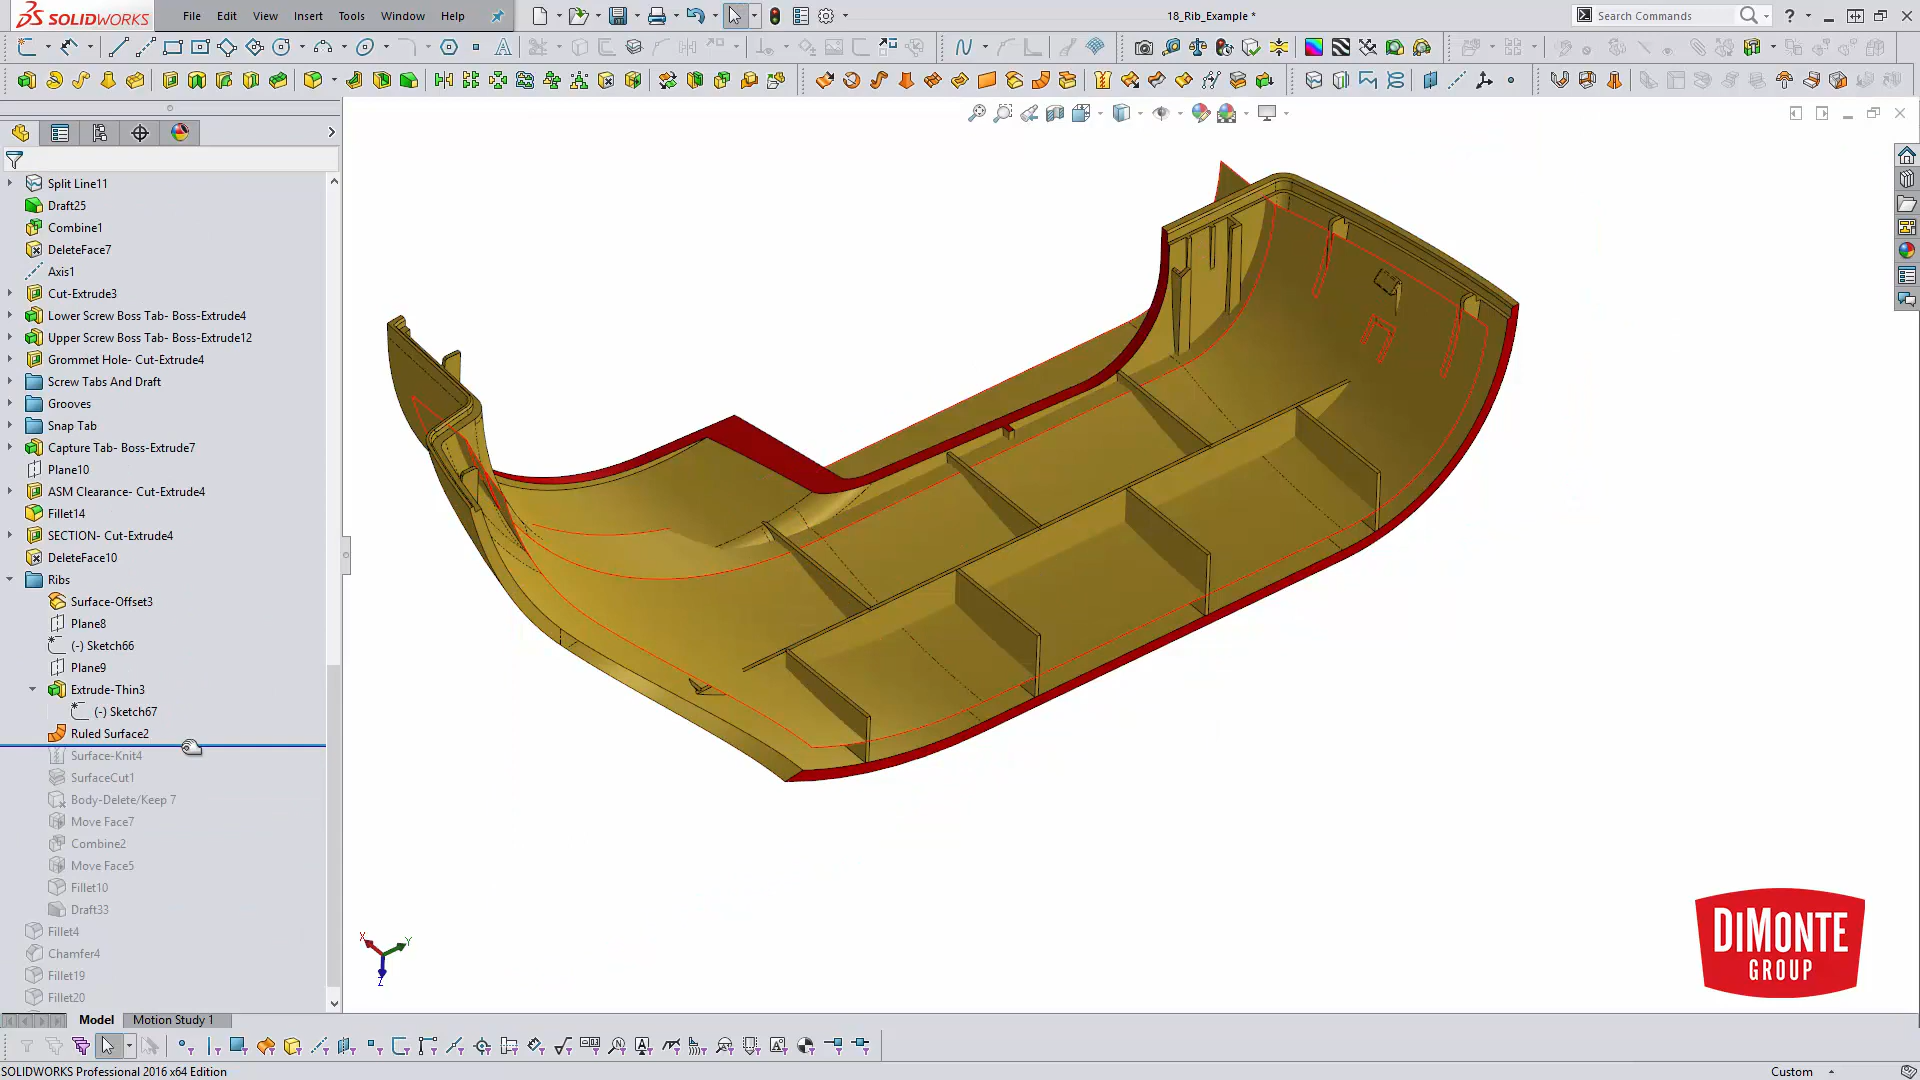 SOLIDWORKS
File Edit View Insert Tools Window Help
18_Rib_Example *
Search Commands
Split Line11
Draft25
Combine1
DeleteFace7
Axis1
Cut-Extrude3
Lower Screw Boss Tab- Boss-Extrude4
Upper Screw Boss Tab- Boss-Extrude12
Grommet Hole- Cut-Extrude4
Screw Tabs And Draft
Grooves
Snap Tab
Capture Tab- Boss-Extrude7
Plane10
ASM Clearance- Cut-Extrude4
Fillet14
SECTION- Cut-Extrude4
DeleteFace10
Ribs
Surface-Offset3
Plane8
(-) Sketch66
Plane9
Extrude-Thin3
(-) Sketch67
Ruled Surface2
Surface-Knit4
SurfaceCut1
Body-Delete/Keep 7
Move Face7
Combine2
Move Face5
Fillet10
Draft33
Fillet4
Chamfer4
Fillet19
Fillet20
X
Y
Z
DIMONTE
GROUP
Model
Motion Study 1
SOLIDWORKS Professional 2016 x64 Edition
Custom